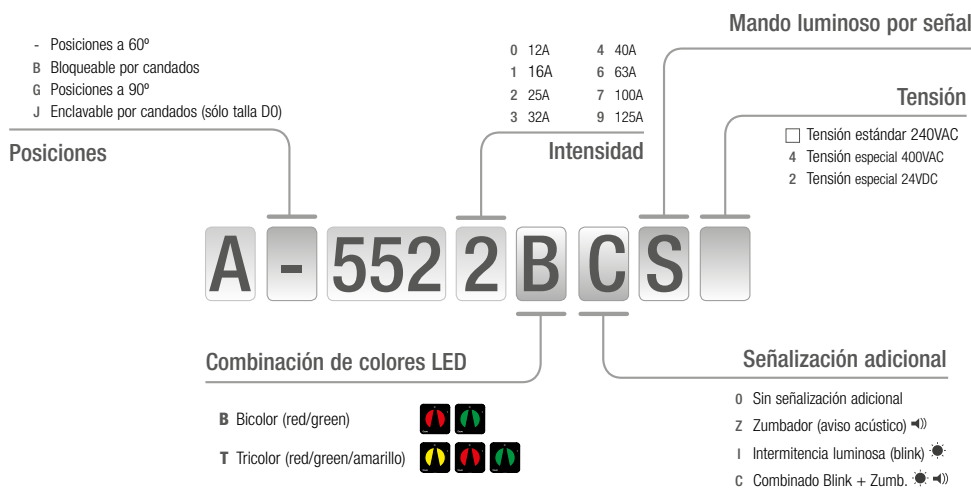 Mando luminoso por señal
- Posiciones a 60º
B Bloqueable por candados
G Posiciones a 90º
J Enclavable por candados (sólo talla D0)
Posiciones
0 12A 4 40A
1 16A 6 63A
2 25A 7 100A
3 32A 9 125A
Intensidad
Tensión
Tensión estándar 240VAC
4 Tensión especial 400VAC
2 Tensión especial 24VDC
A - 552 2 B C S
Combinación de colores LED
B Bicolor (red/green)
T Tricolor (red/green/amarillo)
Señalización adicional
0 Sin señalización adicional
Z Zumbador (aviso acústico)
I Intermitencia luminosa (blink)
C Combinado Blink + Zumb.